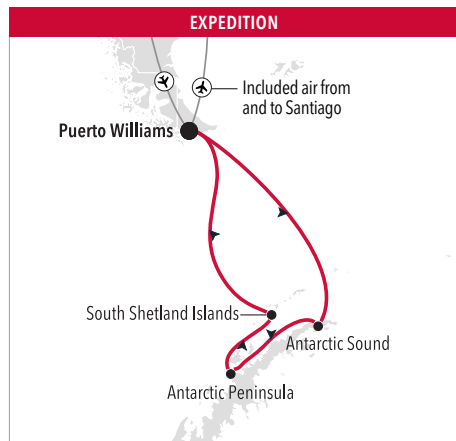 EXPEDITION
Included air from
and to Santiago
Puerto Williams
South Shetland Islands
Antarctic Sound
Antarctic Peninsula